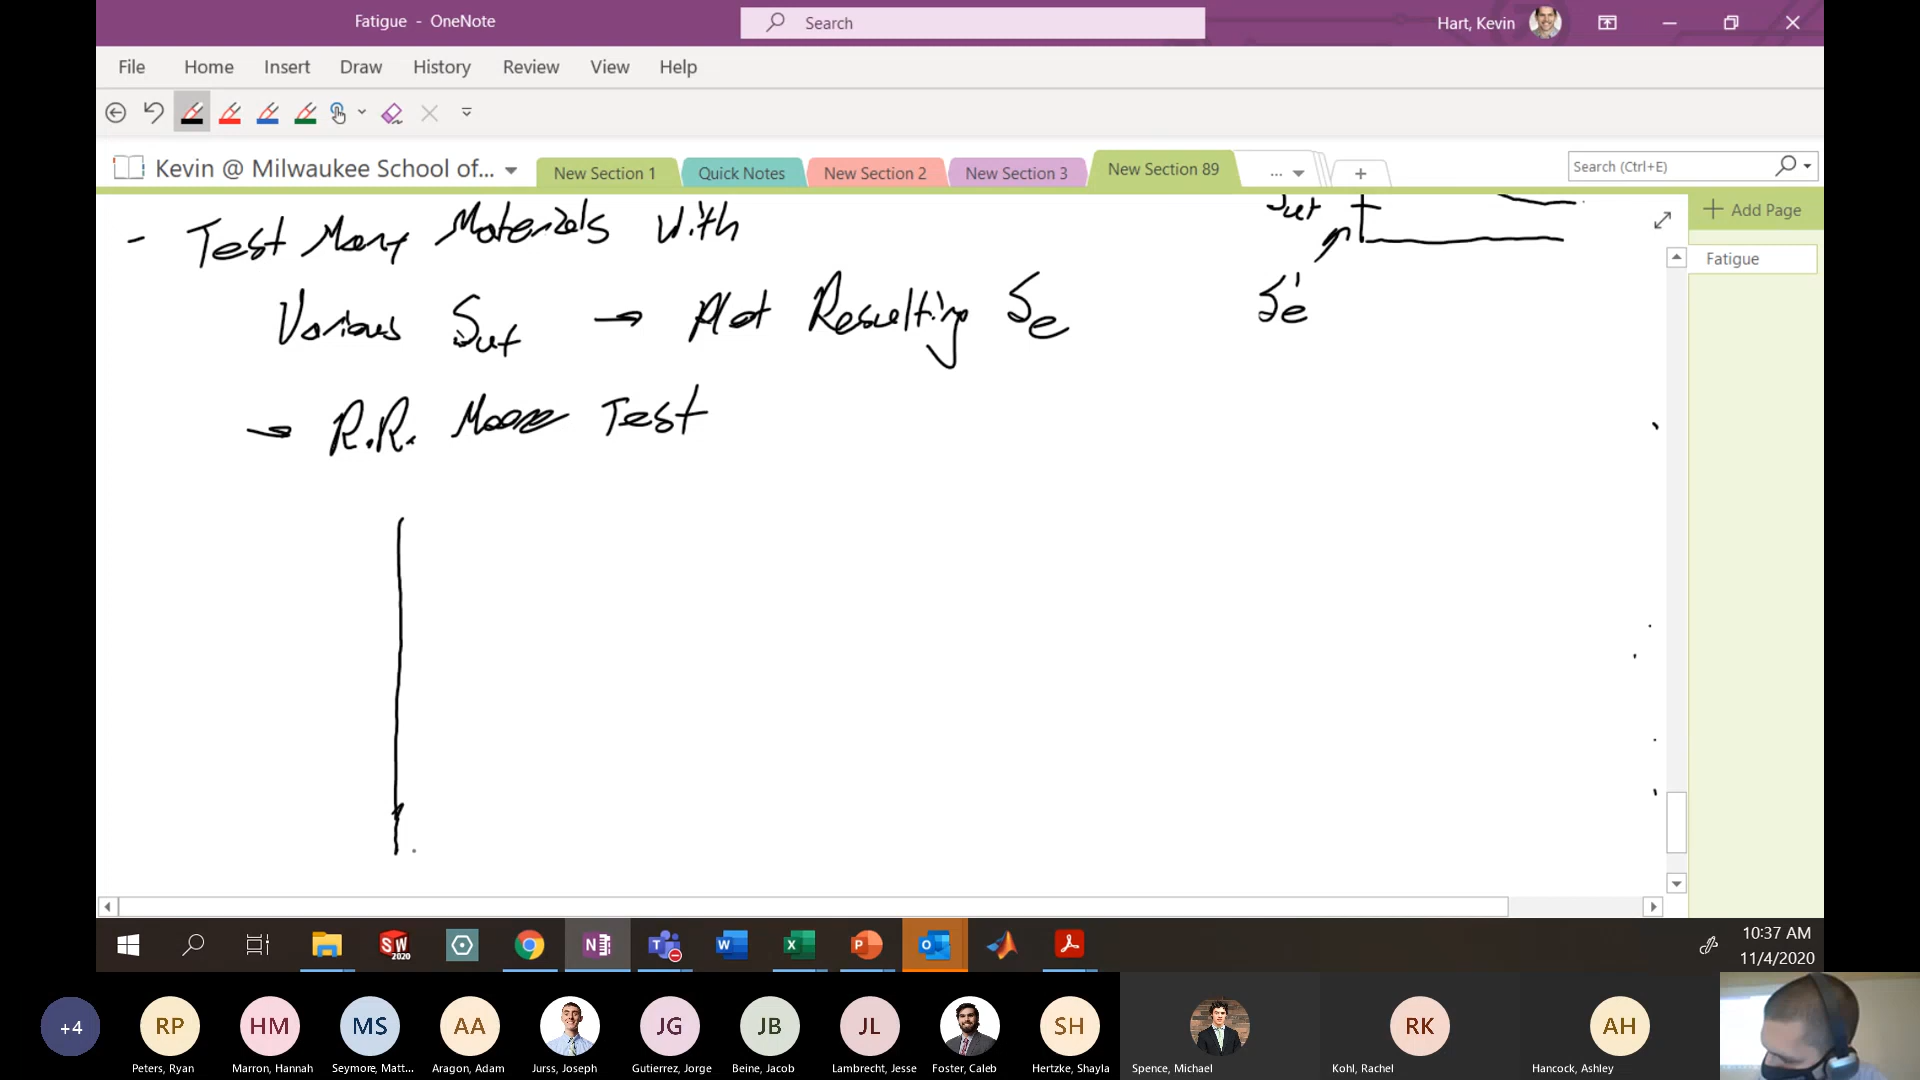 Fatigue - OneNote
Search
Hart, Kevin
File Home Insert Draw History Review View Help
Kevin @ Milwaukee School of...
New Section 1
Quick Notes
New Section 2
New Section 3
New Section 89
...
Search (Ctrl+E)
Add Page
Fatigue
- Test Many Materials With
Various Sut → Plot Resulting Se
→ R.R. Moore Test
Sut
S'e
SW
2020
10:37 AM
11/4/2020
+4
RP
HM
MS
AA
JG
JB
JL
SH
RK
AH
Peters, Ryan
Marron, Hannah
Seymore, Matt...
Aragon, Adam
Jurss, Joseph
Gutierrez, Jorge
Beine, Jacob
Lambrecht, Jesse
Foster, Caleb
Hertzke, Shayla
Spence, Michael
Kohl, Rachel
Hancock, Ashley